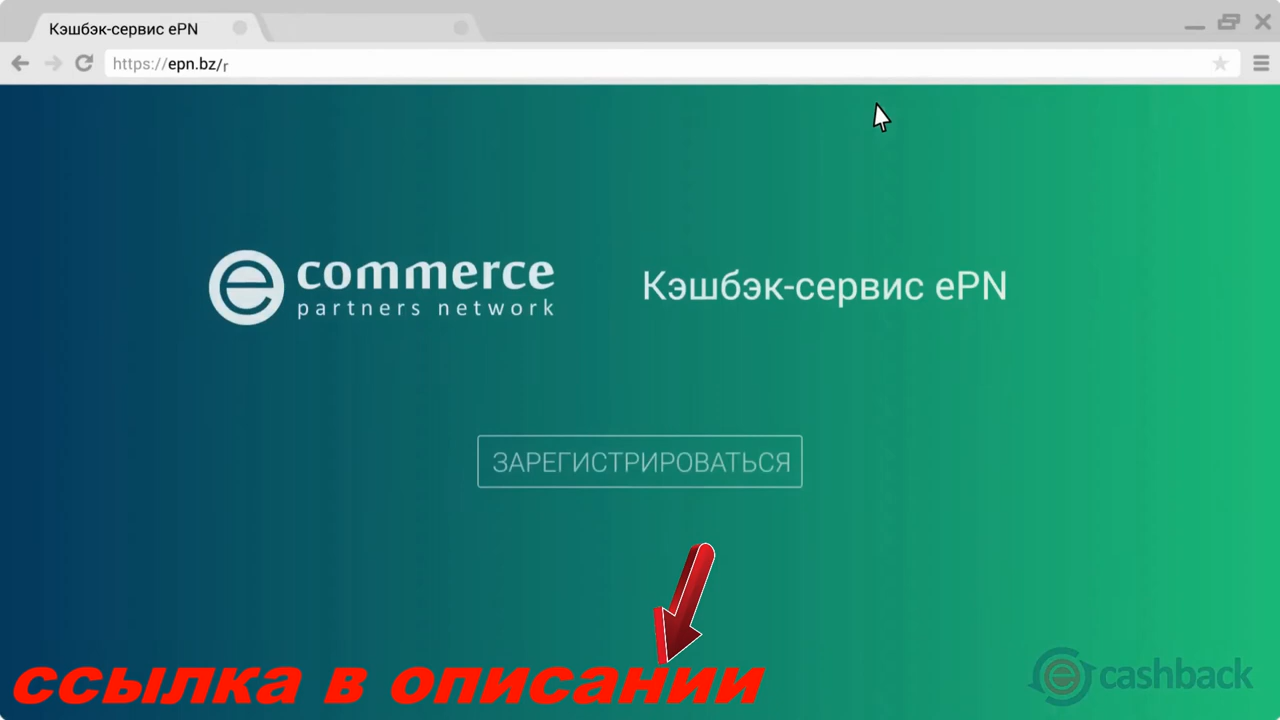 Кэшбэк-сервис ePN
https://epn.bz/r
commerce
partners network
Кэшбэк-сервис ePN
ЗАРЕГИСТРИРОВАТЬСЯ
ссылка в описании
cashback